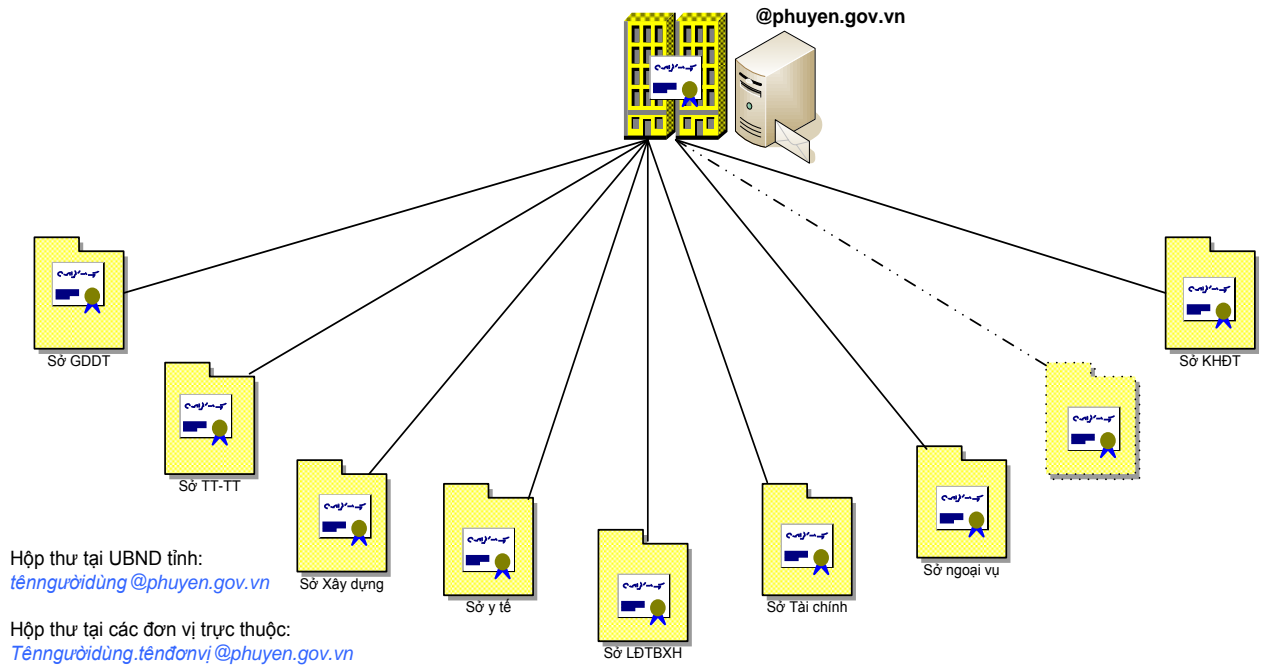 @phuyen.gov.vn
Sở GDDT
Sở KHĐT
Sở TT-TT
Sở Xây dựng
Sở y tế
Sở LĐTBXH
Sở Tài chính
Sở ngoại vụ
Hộp thư tại UBND tỉnh:
tênngườidùng@phuyen.gov.vn
Hộp thư tại các đơn vị trực thuộc:
Tênngườidùng.tênđơnvị@phuyen.gov.vn